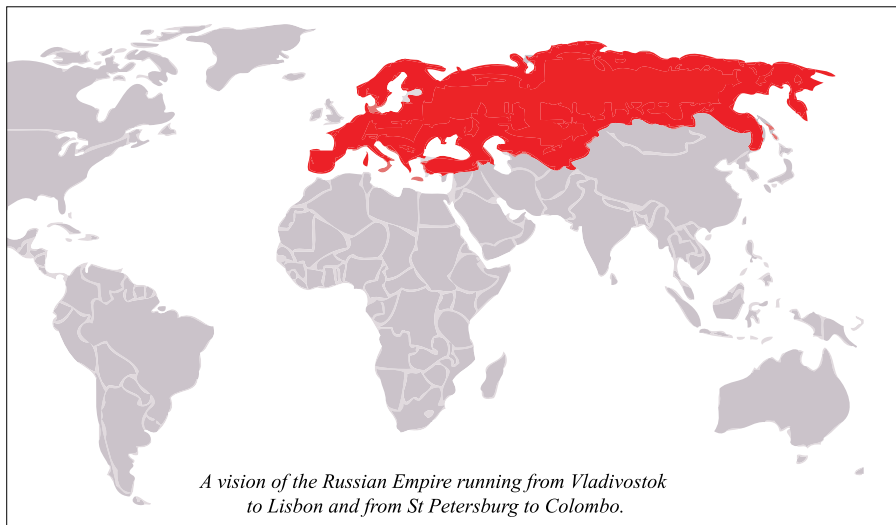 A vision of the Russian Empire running from Vladivostok
to Lisbon and from St Petersburg to Colombo.